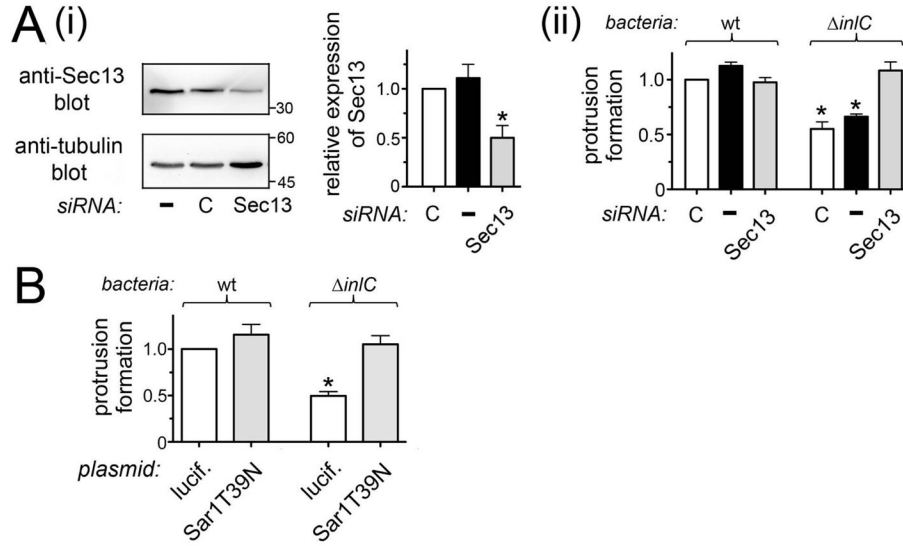 A (i)
anti-Sec13
blot
30
anti-tubulin
blot
60
45
siRNA: - C Sec13
relative expression
of Sec13
1.0
0.5
0
*
siRNA: C - Sec13
(ii)
bacteria: wt ΔinlC
protrusion
formation
1.0
0.5
0
* *
siRNA: C - Sec13 C - Sec13
B
bacteria: wt ΔinlC
protrusion
formation
1.0
0.5
0
*
plasmid: lucif. Sar1T39N lucif. Sar1T39N